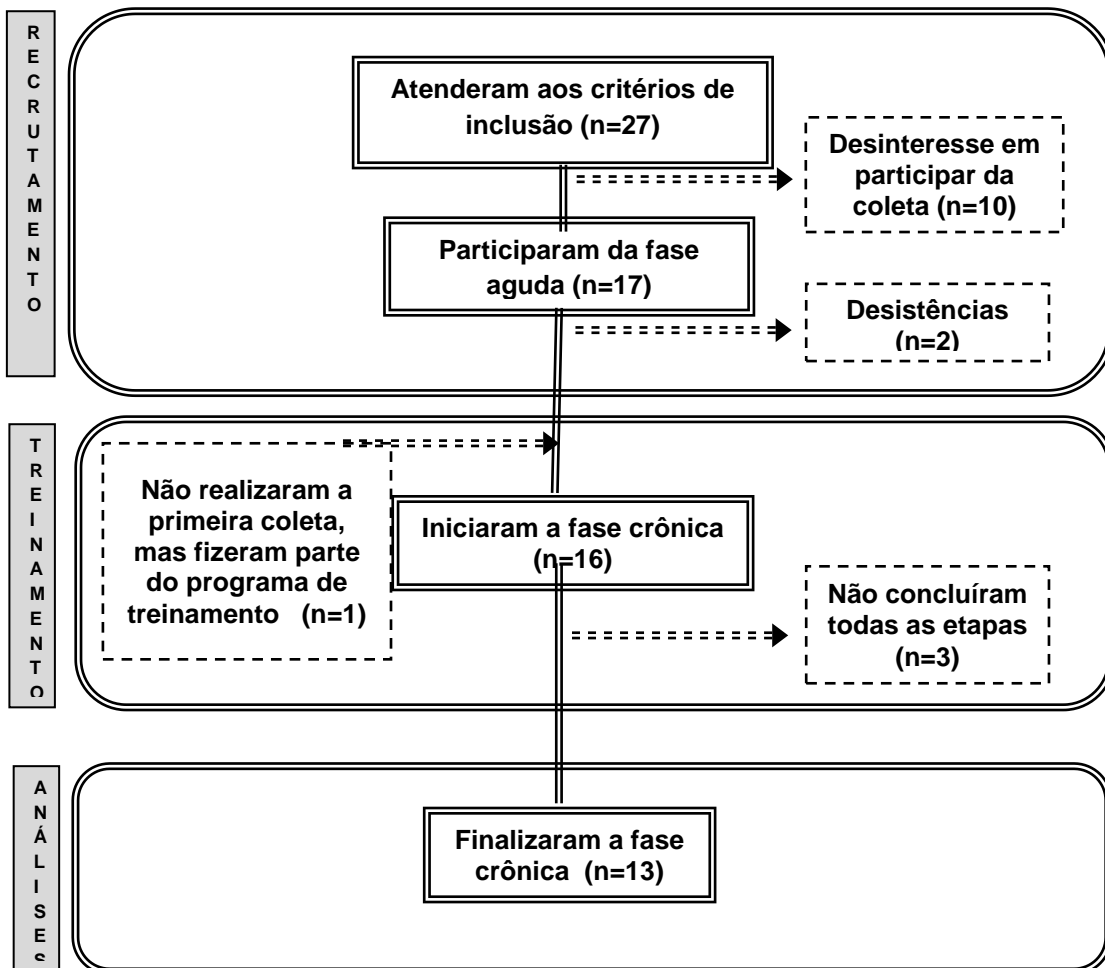 RECRUTAMENTO
Atenderam aos critérios de
inclusão (n=27)
Desinteresse em
participar da
coleta (n=10)
Participaram da fase
aguda (n=17)
Desistências
(n=2)
TREINAMENTO
Não realizaram a
primeira coleta,
mas fizeram parte
do programa de
treinamento (n=1)
Iniciaram a fase crônica
(n=16)
Não concluíram
todas as etapas
(n=3)
ANÁLISES
Finalizaram a fase
crônica (n=13)